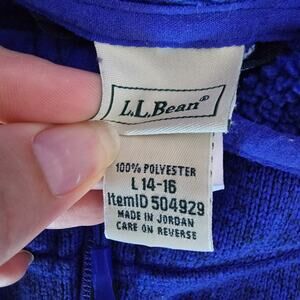 L.L.Bean®
100% POLYESTER
L 14-16
ItemID 504929
MADE IN JORDAN
CARE ON REVERSE